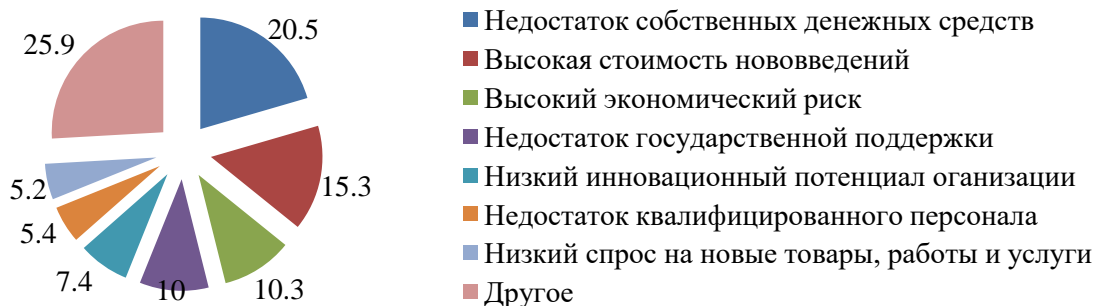 20.5
15.3
10.3
10
7.4
5.4
5.2
25.9
Недостаток собственных денежных средств
Высокая стоимость нововведений
Высокий экономический риск
Недостаток государственной поддержки
Низкий инновационный потенциал оганизации
Недостаток квалифицированного персонала
Низкий спрос на новые товары, работы и услуги
Другое